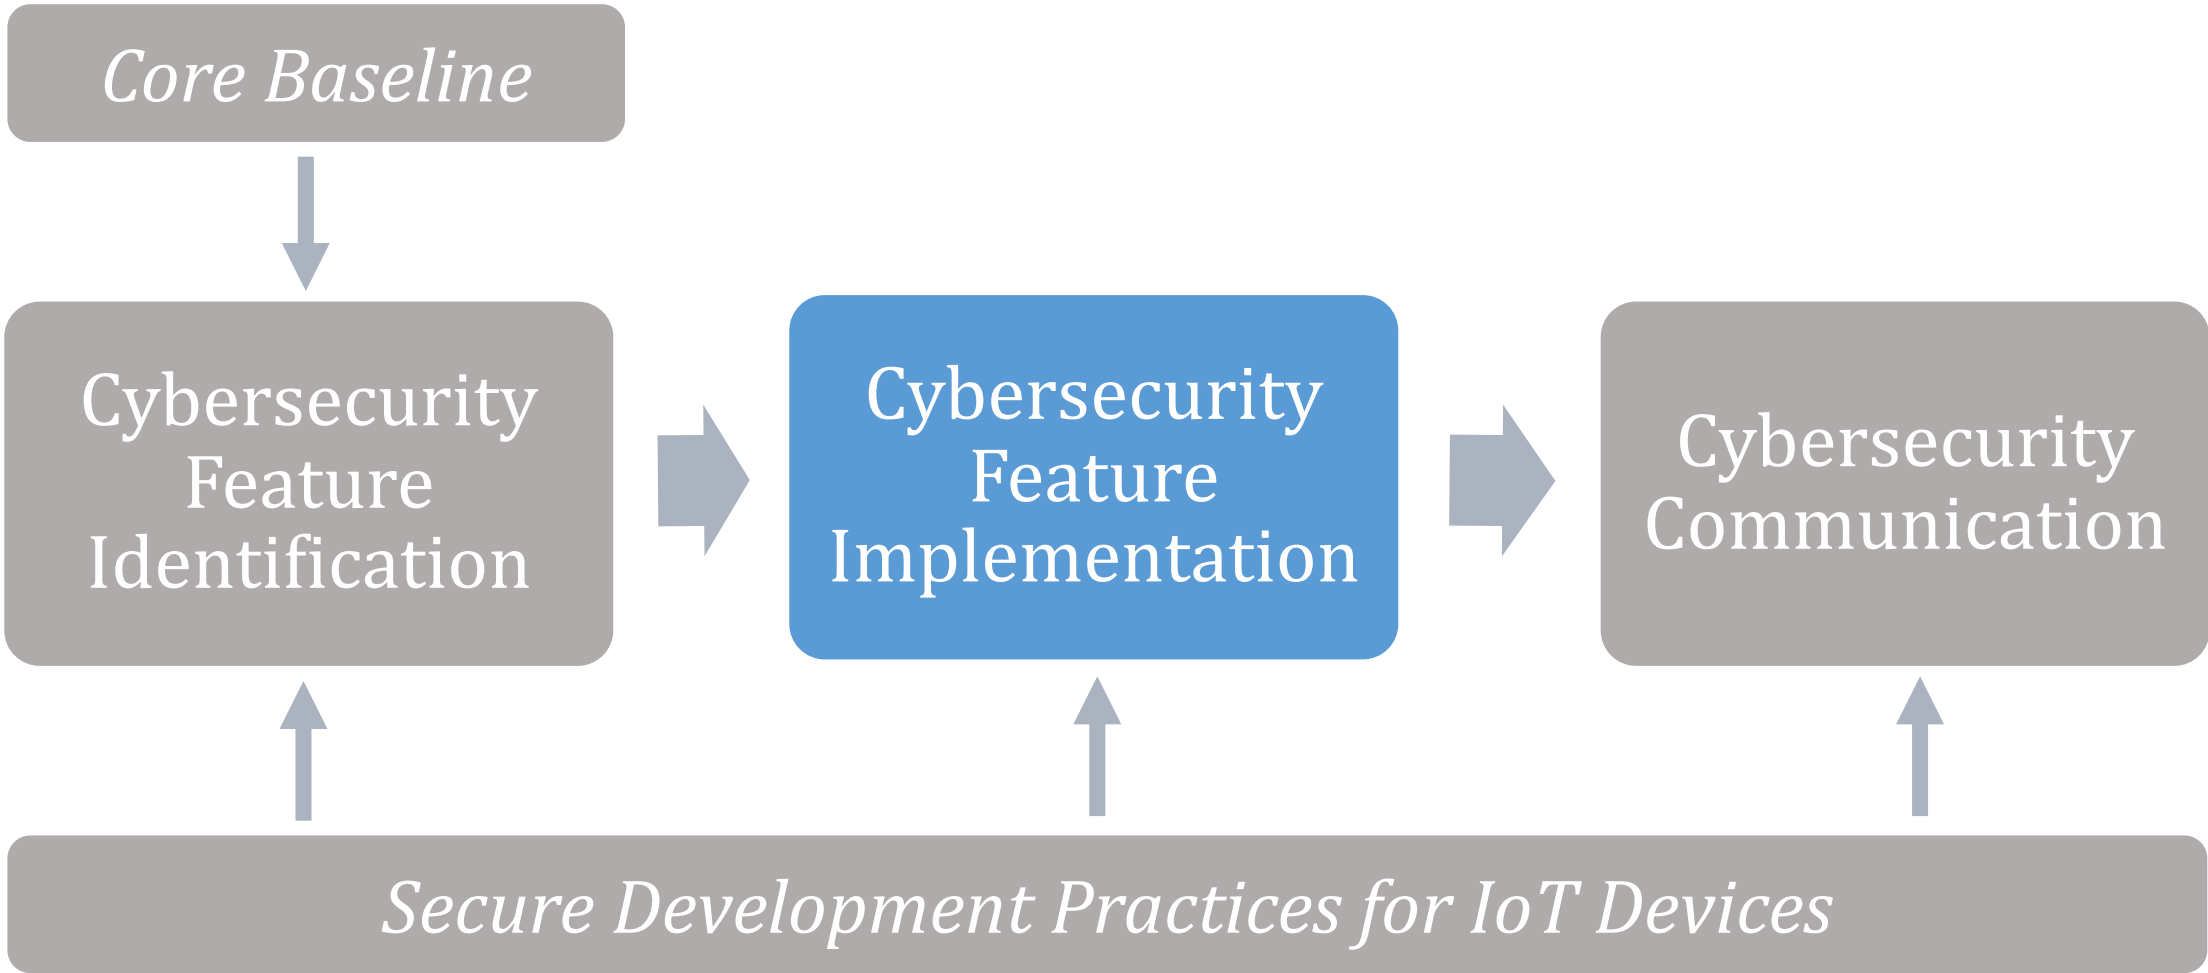 Core Baseline
Cybersecurity
Feature
Identification
Cybersecurity
Feature
Implementation
Cybersecurity
Communication
Secure Development Practices for IoT Devices